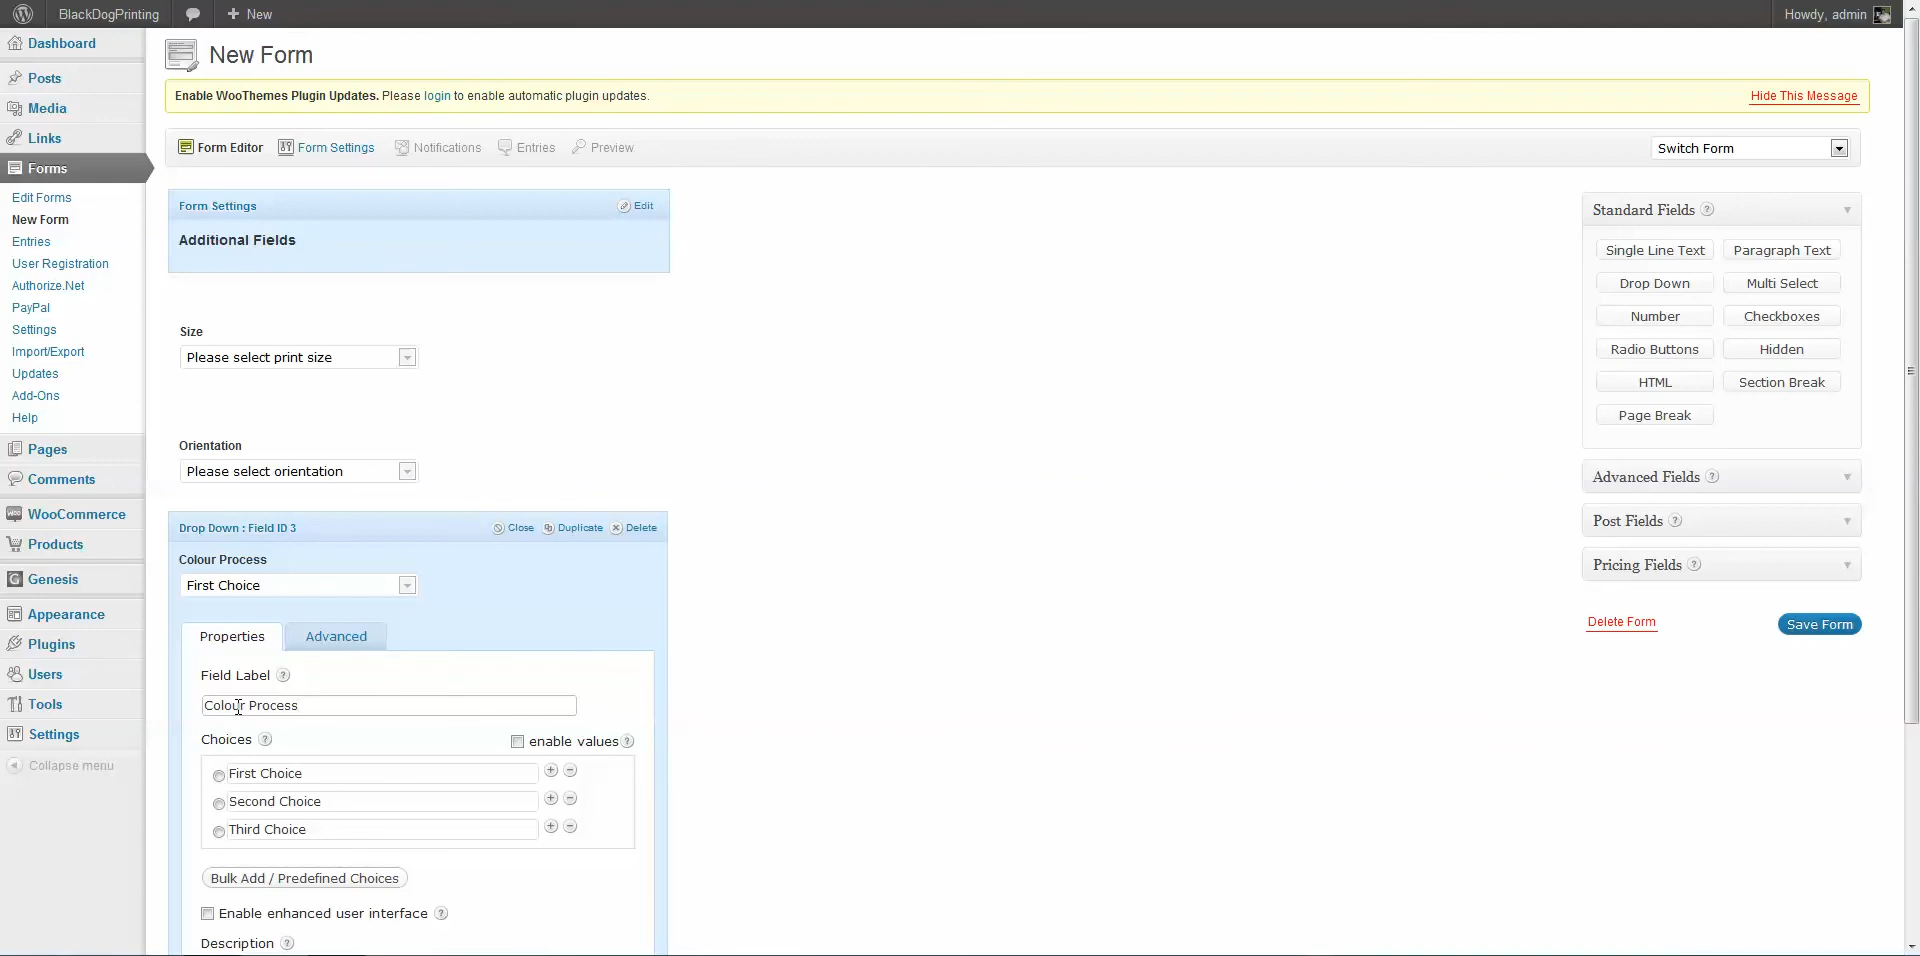 BlackDogPrinting New Howdy, admin
Dashboard
Posts
Media
Links
Forms
Edit Forms
New Form
Entries
User Registration
Authorize.Net
PayPal
Settings
Import/Export
Updates
Add-Ons
Help
Pages
Comments
WooCommerce
Products
Genesis
Appearance
Plugins
Users
Tools
Settings
Collapse menu
New Form
Enable WooThemes Plugin Updates. Please login to enable automatic plugin updates. Hide This Message
Form Editor Form Settings Notifications Entries Preview Switch Form
Form Settings Edit
Additional Fields
Size
Please select print size
Orientation
Please select orientation
Drop Down : Field ID 3 Close Duplicate Delete
Colour Process
First Choice
Properties Advanced
Field Label ?
Colour Process
Choices ? enable values ?
First Choice
Second Choice
Third Choice
Bulk Add / Predefined Choices
Enable enhanced user interface ?
Description ?
Standard Fields ?
Single Line Text Paragraph Text
Drop Down Multi Select
Number Checkboxes
Radio Buttons Hidden
HTML Section Break
Page Break
Advanced Fields ?
Post Fields ?
Pricing Fields ?
Delete Form Save Form